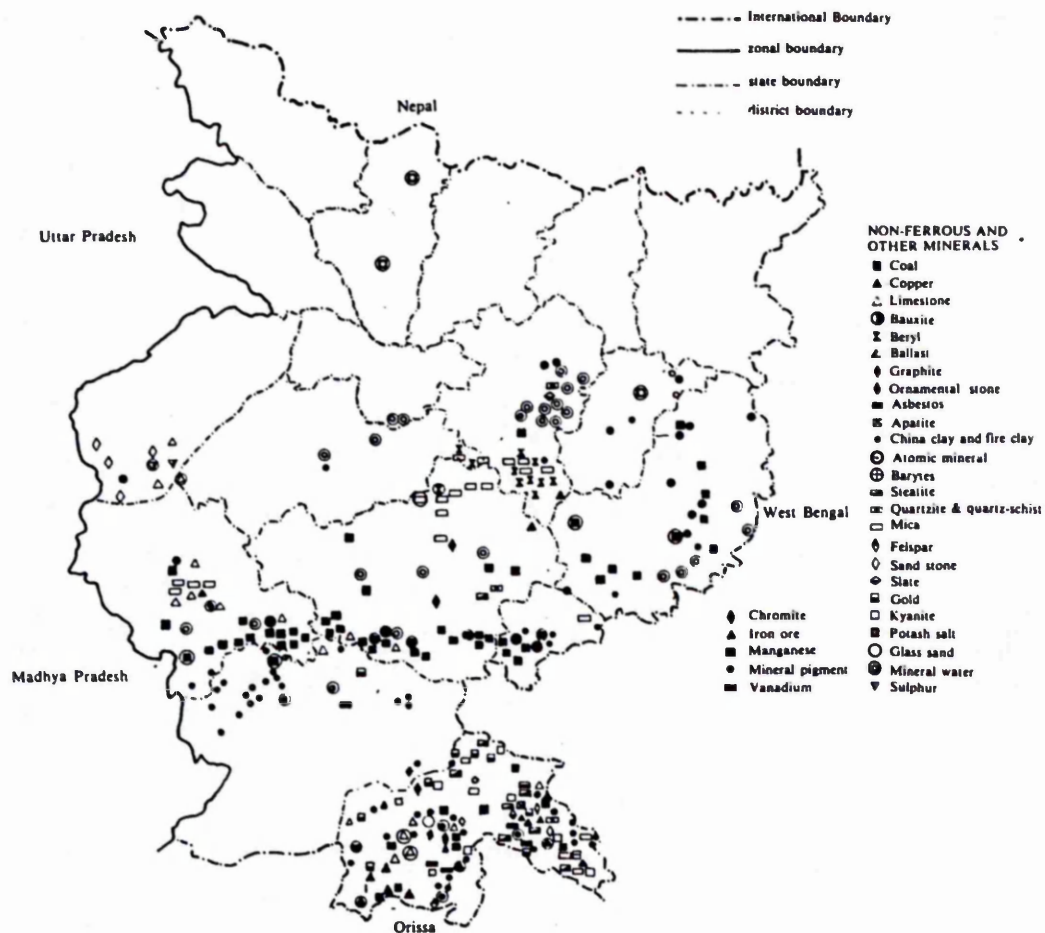 International Boundary
zonal boundary
state boundary
district boundary
Nepal
Uttar Pradesh
NON-FERROUS AND
OTHER MINERALS
Coal
Copper
Limestone
Bauxite
Beryl
Ballast
Graphite
Ornamental stone
Asbestos
Apatite
China clay and fire clay
Atomic mineral
Barytes
Steatite
Quartzite & quartz-schist
Mica
Felspar
Sand stone
Slate
Gold
Kyanite
Potash salt
Glass sand
Mineral water
Sulphur
West Bengal
Chromite
Iron ore
Manganese
Mineral pigment
Vanadium
Madhya Pradesh
Orissa